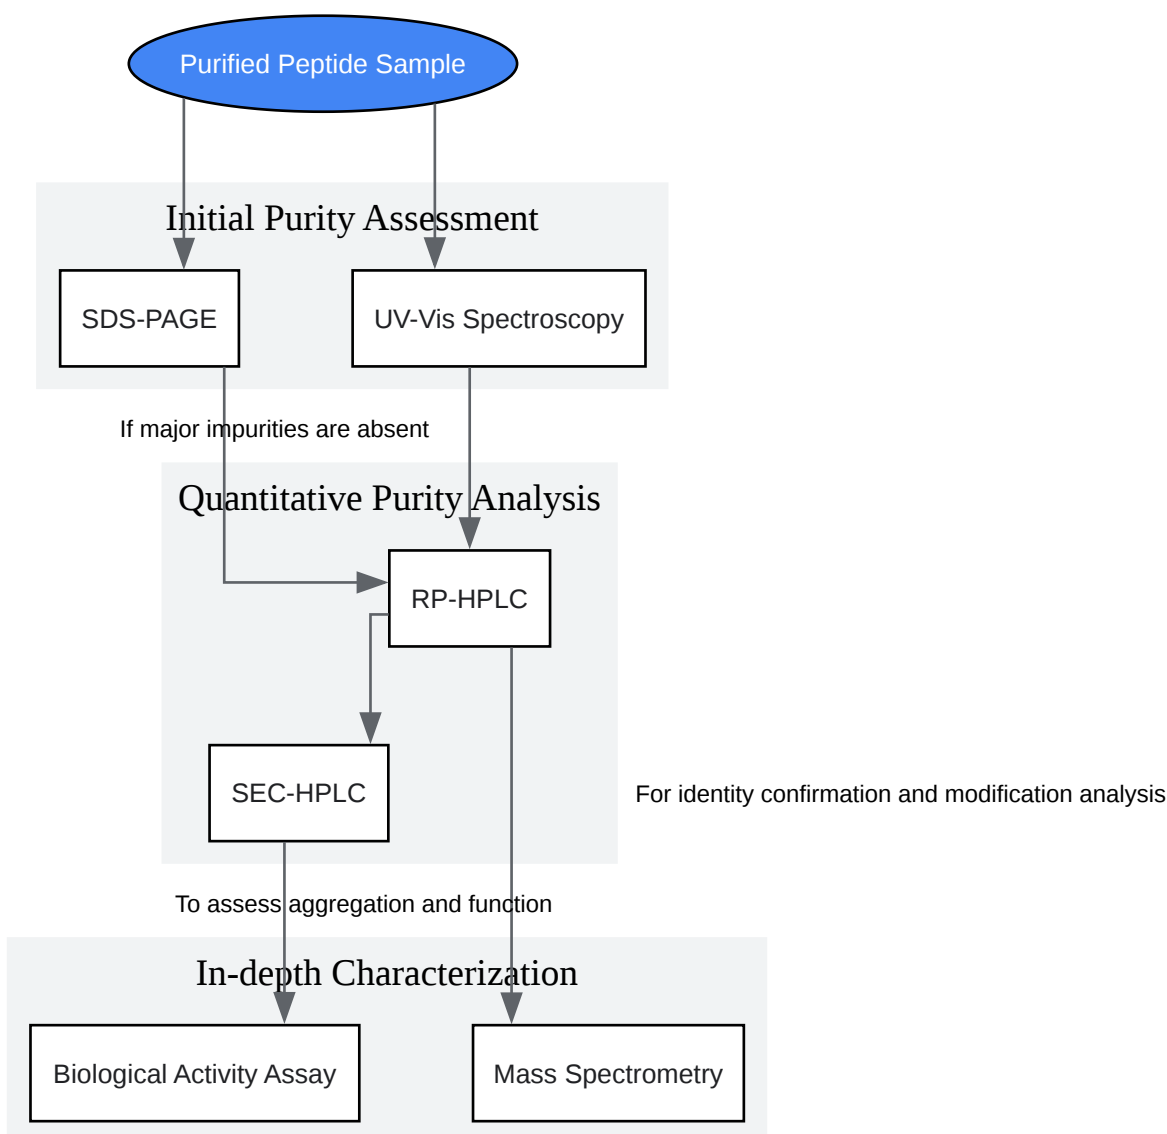 Purified Peptide Sample
Initial Purity Assessment
SDS-PAGE
UV-Vis Spectroscopy
If major impurities are absent
Quantitative Purity Analysis
RP-HPLC
SEC-HPLC
For identity confirmation and modification analysis
To assess aggregation and function
In-depth Characterization
Biological Activity Assay
Mass Spectrometry